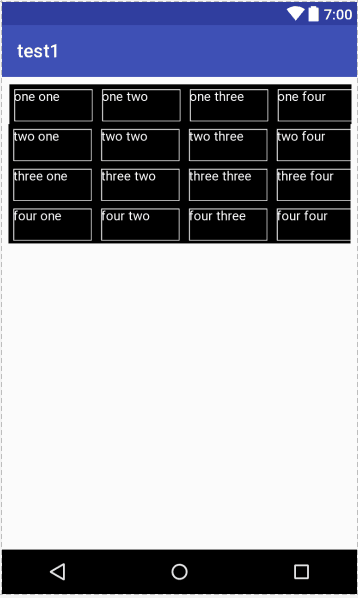 7:00
test1
one one one two one three one four
two one two two two three two four
three one three two three three three four
four one four two four three four four